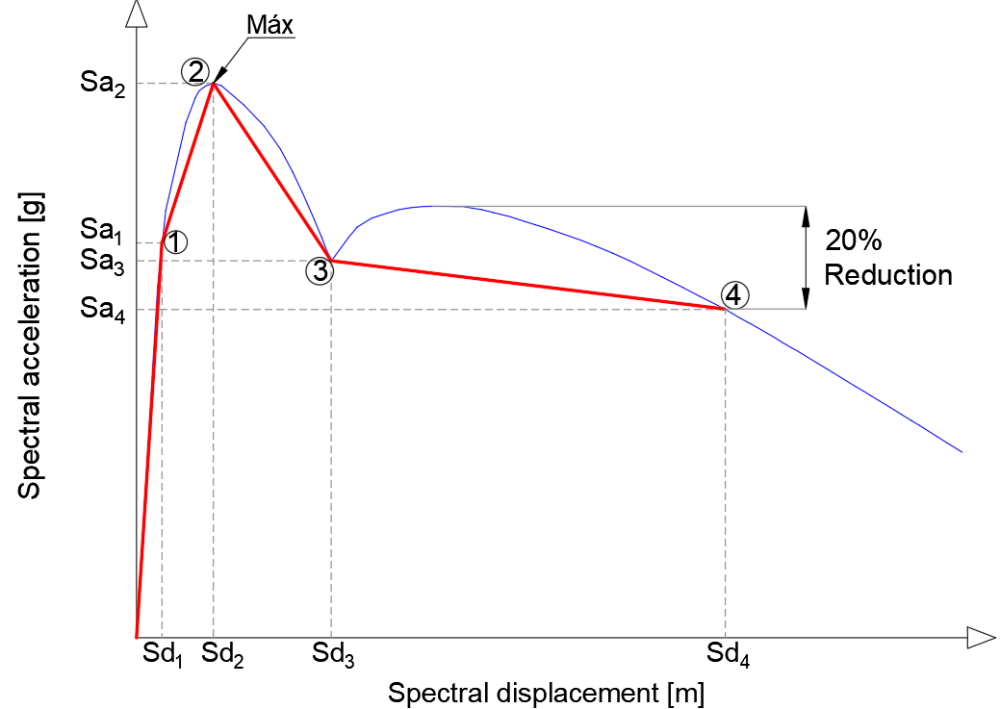 Máx
2
Sa₂
Sa₁
1
Sa₃
3
Sa₄
4
20%
Reduction
Spectral acceleration [g]
Sd₁ Sd₂ Sd₃ Sd₄
Spectral displacement [m]